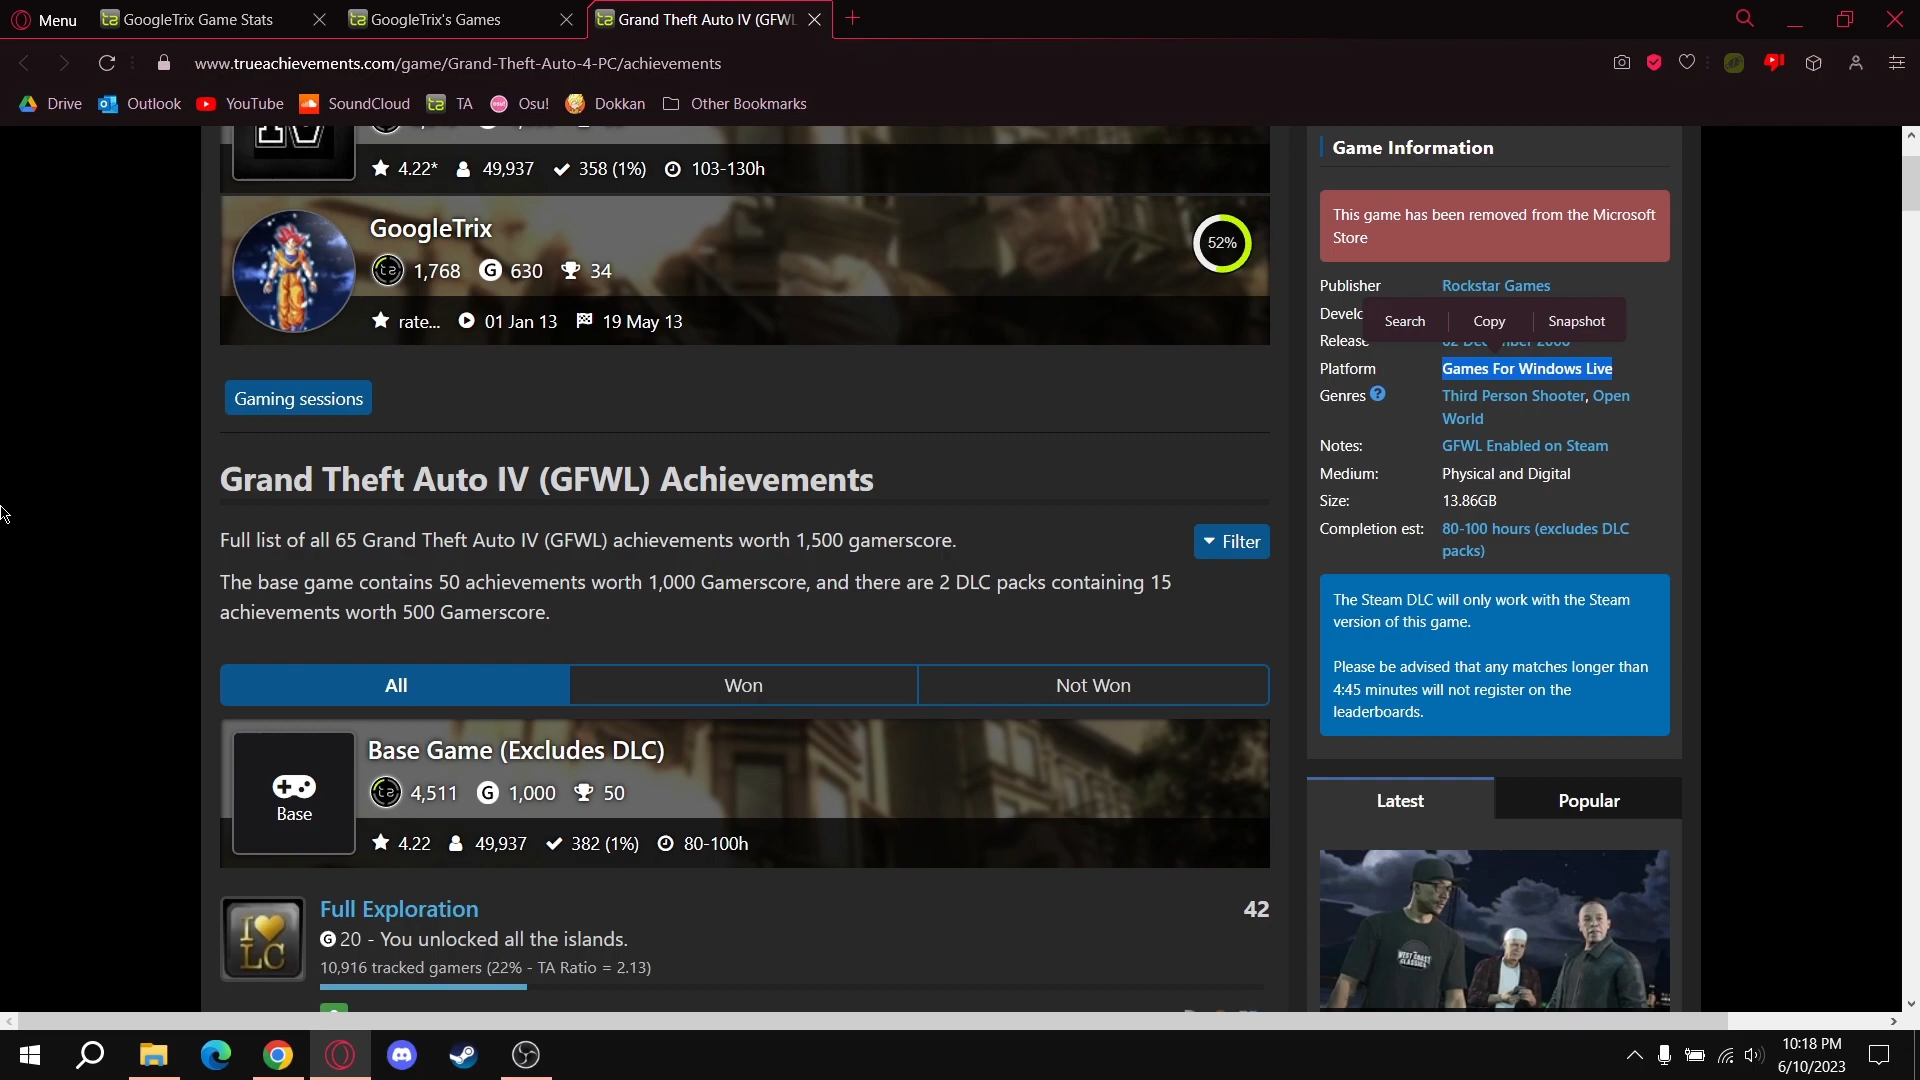 Menu
GoogleTrix Game Stats
GoogleTrix's Games
Grand Theft Auto IV (GFWL
www.trueachievements.com/game/Grand-Theft-Auto-4-PC/achievements
Drive
Outlook
YouTube
SoundCloud
TA
Osu!
Dokkan
Other Bookmarks
IV
4.22* 49,937 358 (1%) 103-130h
GoogleTrix
1,768 G 630 34
52%
rate... 01 Jan 13 19 May 13
Gaming sessions
Grand Theft Auto IV (GFWL) Achievements
Full list of all 65 Grand Theft Auto IV (GFWL) achievements worth 1,500 gamerscore.
Filter
The base game contains 50 achievements worth 1,000 Gamerscore, and there are 2 DLC packs containing 15
achievements worth 500 Gamerscore.
All Won Not Won
Base
Base Game (Excludes DLC)
4,511 G 1,000 50
4.22 49,937 382 (1%) 80-100h
I LC
Full Exploration 42
G 20 - You unlocked all the islands.
10,916 tracked gamers (22% - TA Ratio = 2.13)
Game Information
This game has been removed from the Microsoft
Store
Publisher Rockstar Games
Search Copy Snapshot
Platform Games For Windows Live
Genres ? Third Person Shooter, Open
World
Notes: GFWL Enabled on Steam
Medium: Physical and Digital
Size: 13.86GB
Completion est: 80-100 hours (excludes DLC
packs)
The Steam DLC will only work with the Steam
version of this game.
Please be advised that any matches longer than
4:45 minutes will not register on the
leaderboards.
Latest Popular
WEST COAST
CLASSICS
10:18 PM
6/10/2023